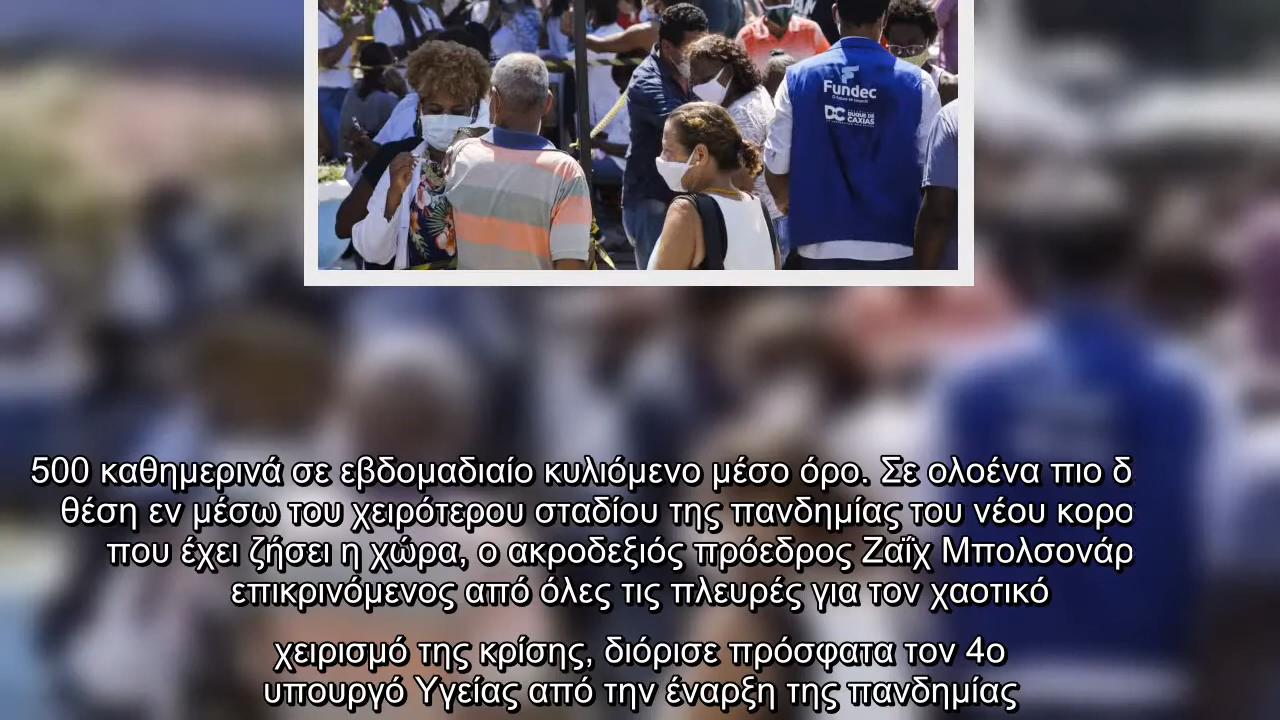 Fundec
DC DUQUE DE
CAXIAS
500 καθημερινά σε εβδομαδιαίο κυλιόμενο μέσο όρο. Σε ολοένα πιο δ
θέση εν μέσω του χειρότερου σταδίου της πανδημίας του νέου κορο
που έχει ζήσει η χώρα, ο ακροδεξιός πρόεδρος Ζαΐχ Μπολσονάρ
επικρινόμενος από όλες τις πλευρές για τον χαοτικό
χειρισμό της κρίσης, διόρισε πρόσφατα τον 4ο
υπουργό Υγείας από την έναρξη της πανδημίας